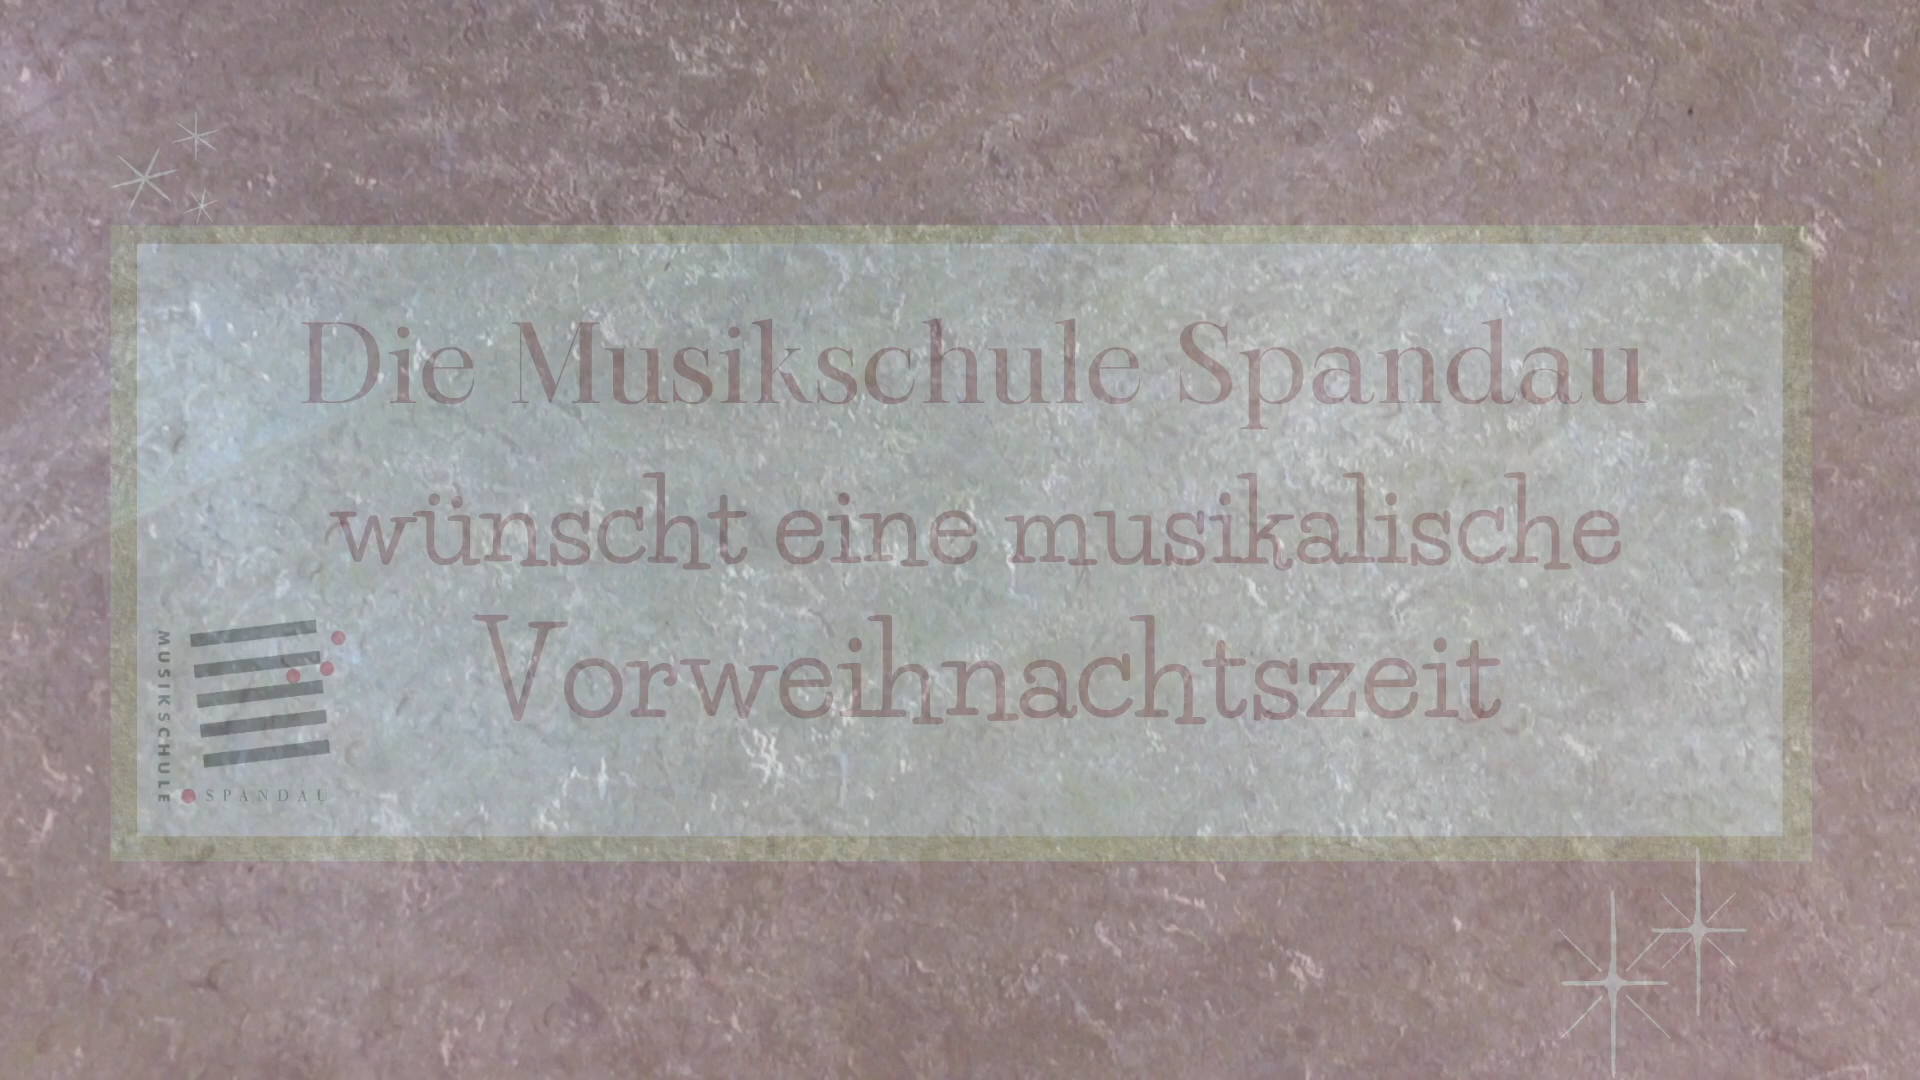 Die Musikschule Spandau
wünscht eine musikalische
Vorweihnachtszeit
MUSIKSCHULE
SPANDAU